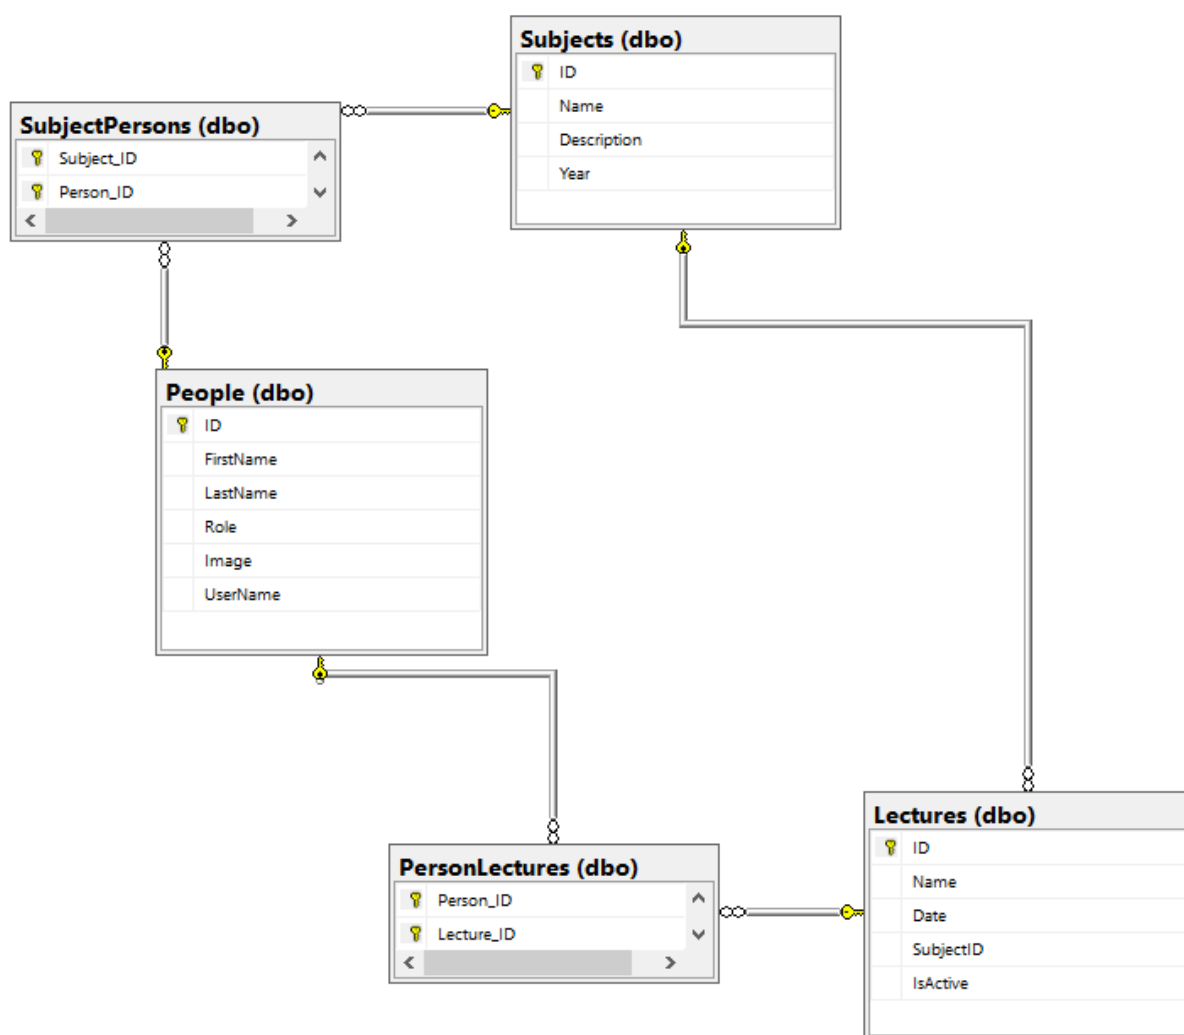 Subjects (dbo)
ID
Name
Description
Year
SubjectPersons (dbo)
Subject_ID
Person_ID
People (dbo)
ID
FirstName
LastName
Role
Image
UserName
PersonLectures (dbo)
Person_ID
Lecture_ID
Lectures (dbo)
ID
Name
Date
SubjectID
IsActive